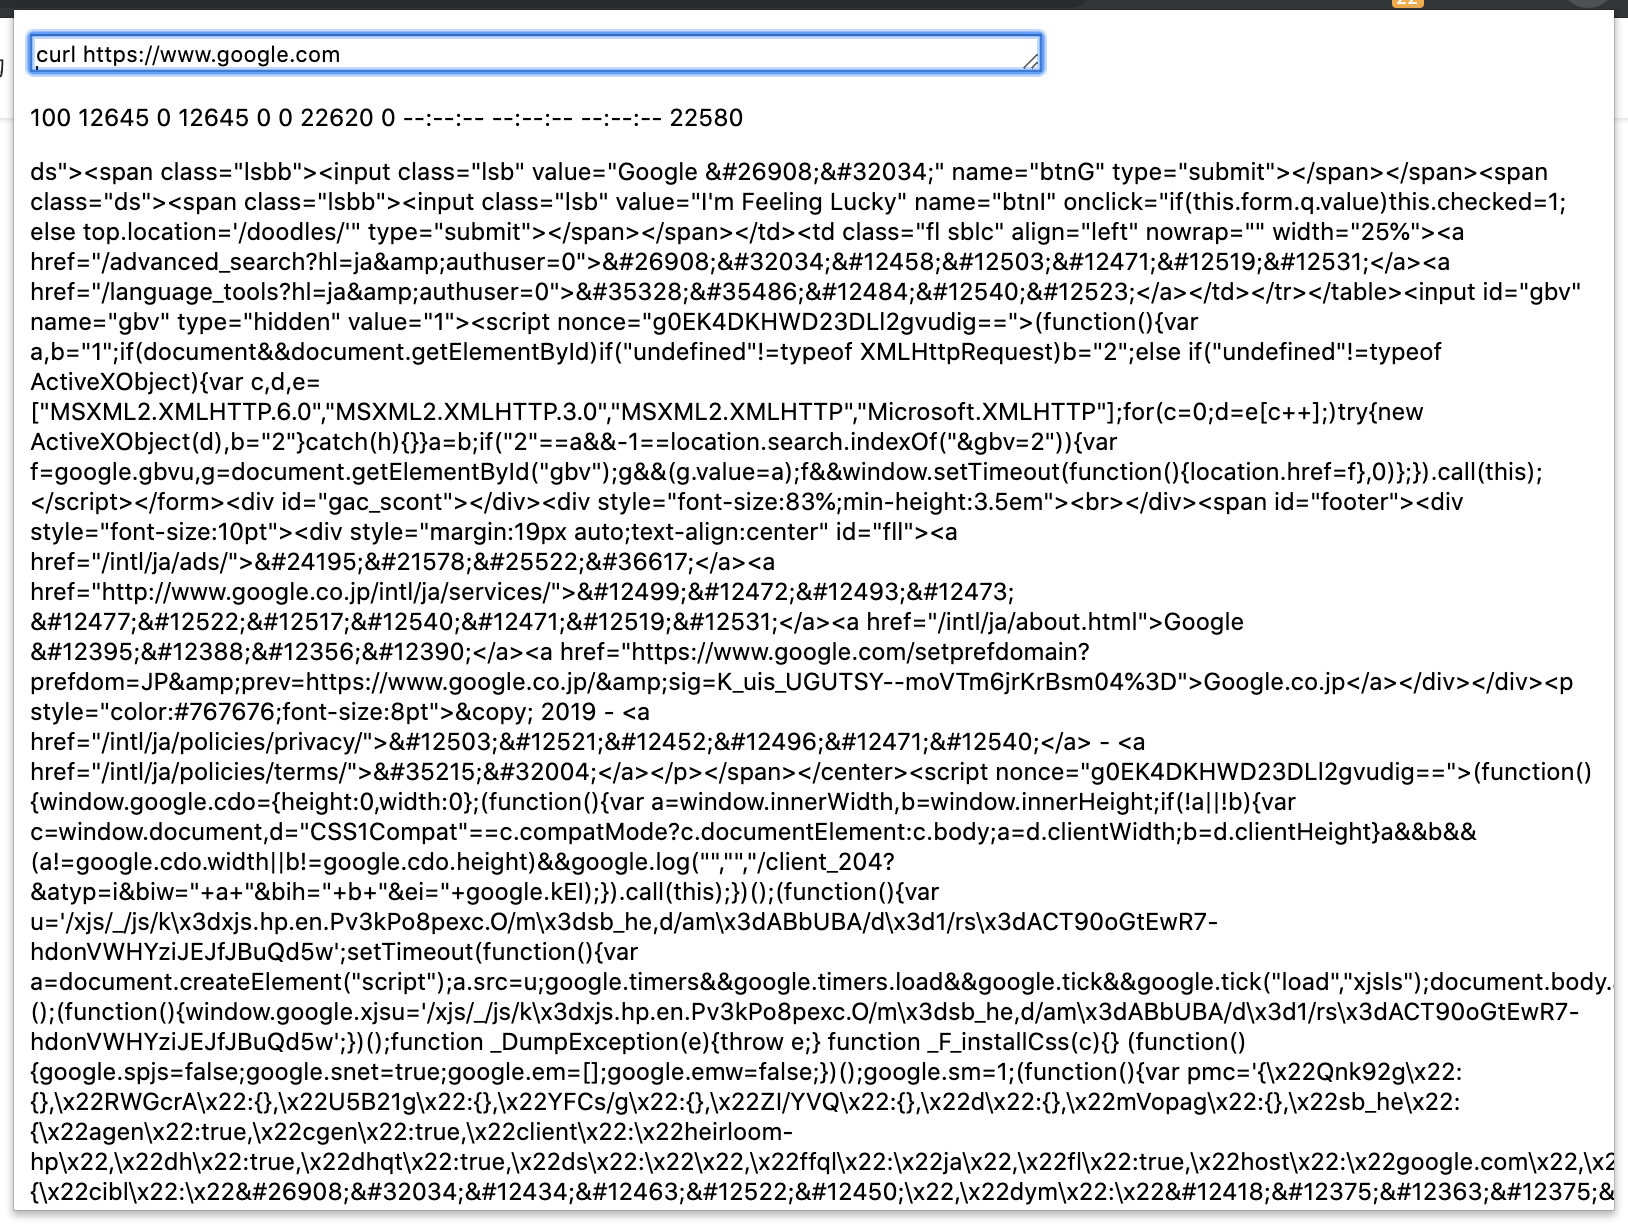 22
curl https://www.google.com
100 12645 0 12645 0 0 22620 0 --:--:-- --:--:-- --:--:-- 22580
ds"><span class="lsbb"><input class="lsb" value="Google &#26908;&#32034;" name="btnG" type="submit"></span></span><span
class="ds"><span class="lsbb"><input class="lsb" value="I'm Feeling Lucky" name="btnI" onclick="if(this.form.q.value)this.checked=1;
else top.location='/doodles/'" type="submit"></span></span></td><td class="fl sblc" align="left" nowrap="" width="25%"><a
href="/advanced_search?hl=ja&amp;authuser=0">&#26908;&#32034;&#12458;&#12503;&#12471;&#12519;&#12531;</a><a
href="/language_tools?hl=ja&amp;authuser=0">&#35328;&#35486;&#12484;&#12540;&#12523;</a></td></tr></table><input id="gbv"
name="gbv" type="hidden" value="1"><script nonce="g0EK4DKHWD23DLl2gvudig==">(function(){var
a,b="1";if(document&&document.getElementById)if("undefined"!=typeof XMLHttpRequest)b="2";else if("undefined"!=typeof
ActiveXObject){var c,d,e=
["MSXML2.XMLHTTP.6.0","MSXML2.XMLHTTP.3.0","MSXML2.XMLHTTP","Microsoft.XMLHTTP"];for(c=0;d=e[c++];)try{new
ActiveXObject(d),b="2"}catch(h){}}a=b;if("2"==a&&-1==location.search.indexOf("&gbv=2")){var
f=google.gbvu,g=document.getElementById("gbv");g&&(g.value=a);f&&window.setTimeout(function(){location.href=f},0)};}).call(this);
</script></form><div id="gac_scont"></div><div style="font-size:83%;min-height:3.5em"><br></div><span id="footer"><div
style="font-size:10pt"><div style="margin:19px auto;text-align:center" id="fll"><a
href="/intl/ja/ads/">&#24195;&#21578;&#25522;&#36617;</a><a
href="http://www.google.co.jp/intl/ja/services/">&#12499;&#12472;&#12493;&#12473;
&#12477;&#12522;&#12517;&#12540;&#12471;&#12519;&#12531;</a><a href="/intl/ja/about.html">Google
&#12395;&#12388;&#12356;&#12390;</a><a href="https://www.google.com/setprefdomain?
prefdom=JP&amp;prev=https://www.google.co.jp/&amp;sig=K_uis_UGUTSY--moVTm6jrKrBsm04%3D">Google.co.jp</a></div></div><p
style="color:#767676;font-size:8pt">&copy; 2019 - <a
href="/intl/ja/policies/privacy/">&#12503;&#12521;&#12452;&#12496;&#12471;&#12540;</a> - <a
href="/intl/ja/policies/terms/">&#35215;&#32004;</a></p></span></center><script nonce="g0EK4DKHWD23DLl2gvudig==">(function()
{window.google.cdo={height:0,width:0};(function(){var a=window.innerWidth,b=window.innerHeight;if(!a||!b){var
c=window.document,d="CSS1Compat"==c.compatMode?c.documentElement:c.body;a=d.clientWidth;b=d.clientHeight}a&&b&&
(a!=google.cdo.width||b!=google.cdo.height)&&google.log("","","/client_204?
&atyp=i&biw="+a+"&bih="+b+"&ei="+google.kEI);}).call(this);})();(function(){var
u='/xjs/_/js/k\x3dxjs.hp.en.Pv3kPo8pexc.O/m\x3dsb_he,d/am\x3dABbUBA/d\x3d1/rs\x3dACT90oGtEwR7-
hdonVWHYziJEJfJBuQd5w';setTimeout(function(){var
a=document.createElement("script");a.src=u;google.timers&&google.timers.load&&google.tick&&google.tick("load","xjsls");document.body.
();(function(){window.google.xjsu='/xjs/_/js/k\x3dxjs.hp.en.Pv3kPo8pexc.O/m\x3dsb_he,d/am\x3dABbUBA/d\x3d1/rs\x3dACT90oGtEwR7-
hdonVWHYziJEJfJBuQd5w';})();function _DumpException(e){throw e;} function _F_installCss(c){} (function()
{google.spjs=false;google.snet=true;google.em=[];google.emw=false;})();google.sm=1;(function(){var pmc='{\x22Qnk92g\x22:
{},\x22RWGcrA\x22:{},\x22U5B21g\x22:{},\x22YFCs/g\x22:{},\x22ZI/YVQ\x22:{},\x22d\x22:{},\x22mVopag\x22:{},\x22sb_he\x22:
{\x22agen\x22:true,\x22cgen\x22:true,\x22client\x22:\x22heirloom-
hp\x22,\x22dh\x22:true,\x22dhqt\x22:true,\x22ds\x22:\x22\x22,\x22ffql\x22:\x22ja\x22,\x22fl\x22:true,\x22host\x22:\x22google.com\x22,\x2
{\x22cibl\x22:\x22&#26908;&#32034;&#12434;&#12463;&#12522;&#12450;\x22,\x22dym\x22:\x22&#12418;&#12375;&#12363;&#12375;&